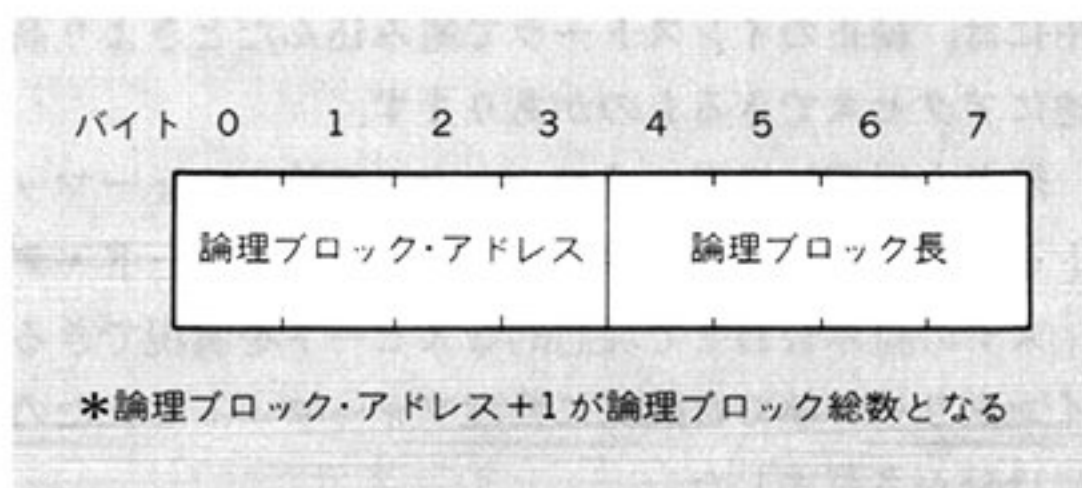 バイト 0 1 2 3 4 5 6 7
論理ブロック・アドレス 論理ブロック長
*論理ブロック・アドレス+1が論理ブロック総数となる